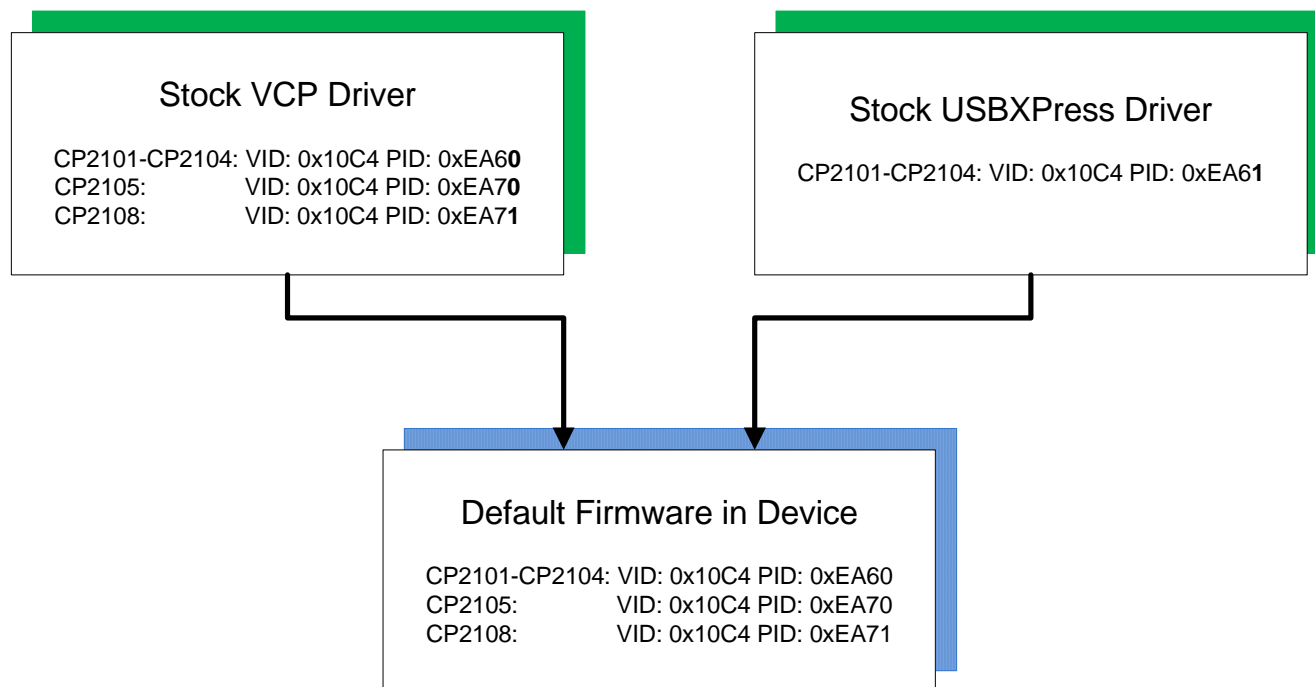 Stock VCP Driver
CP2101-CP2104: VID: 0x10C4 PID: 0xEA60
CP2105: VID: 0x10C4 PID: 0xEA70
CP2108: VID: 0x10C4 PID: 0xEA71
Stock USBXPress Driver
CP2101-CP2104: VID: 0x10C4 PID: 0xEA61
Default Firmware in Device
CP2101-CP2104: VID: 0x10C4 PID: 0xEA60
CP2105: VID: 0x10C4 PID: 0xEA70
CP2108: VID: 0x10C4 PID: 0xEA71